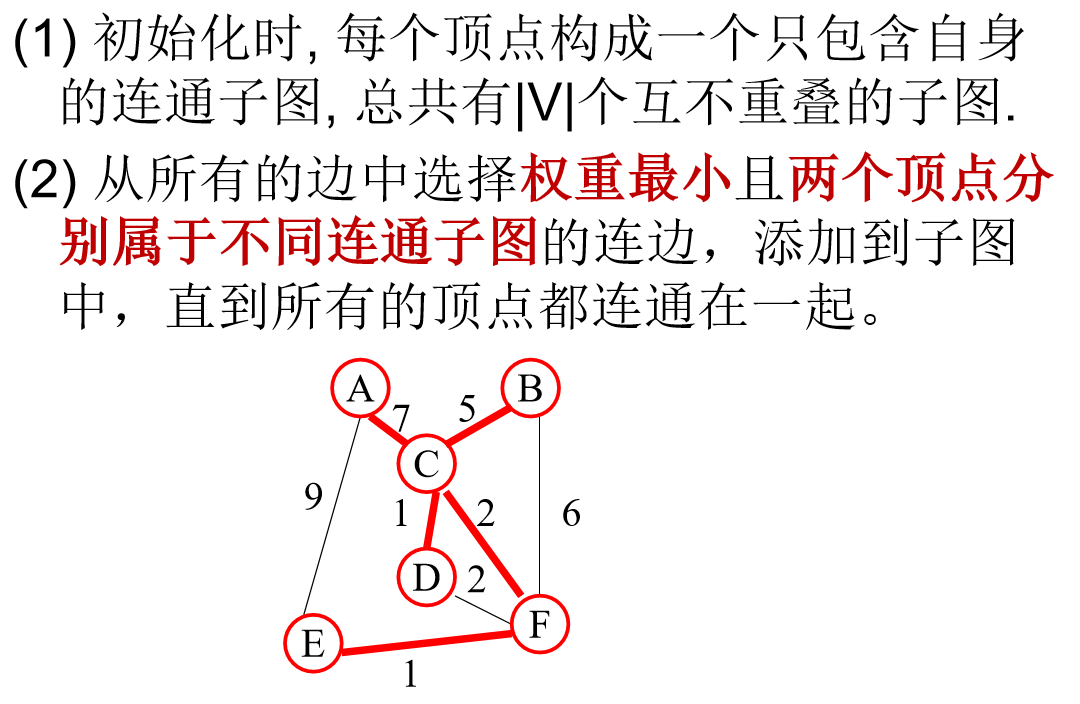 (1) 初始化时, 每个顶点构成一个只包含自身
的连通子图, 总共有|V|个互不重叠的子图.
(2) 从所有的边中选择权重最小且两个顶点分
别属于不同连通子图的连边，添加到子图
中，直到所有的顶点都连通在一起。
A
B
7
5
C
9
1
2
6
D
2
E
F
1